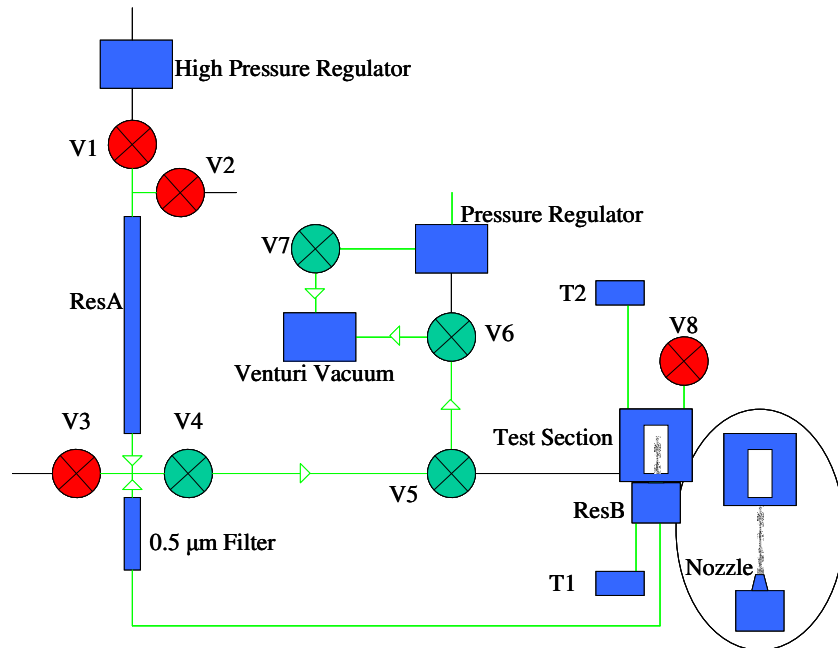 High Pressure Regulator
V1
V2
Pressure Regulator
V7
T2
ResA
V8
V6
Venturi Vacuum
V3
V4
Test Section
V5
ResB
0.5 µm Filter
Nozzle
T1